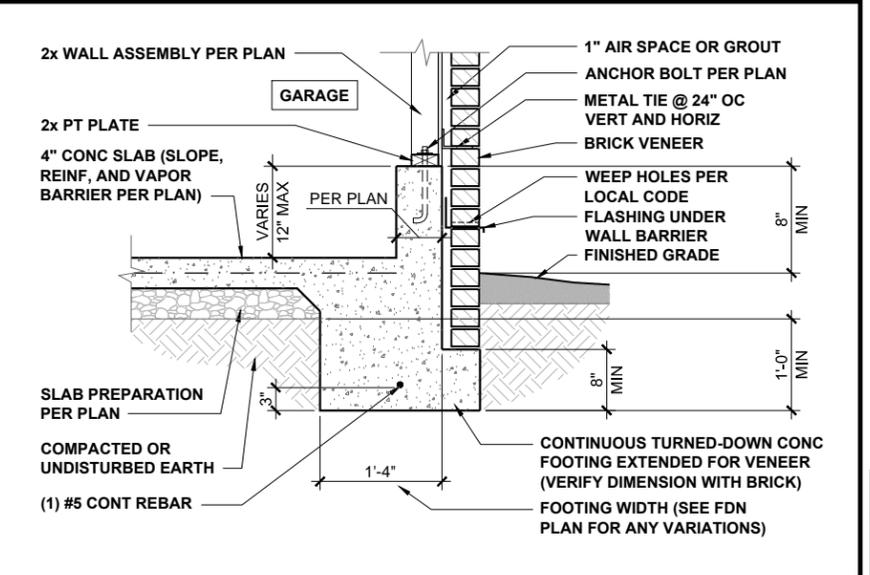 2x WALL ASSEMBLY PER PLAN
GARAGE
2x PT PLATE
4" CONC SLAB (SLOPE,
REINF, AND VAPOR
BARRIER PER PLAN)
VARIES
12" MAX
PER PLAN
1" AIR SPACE OR GROUT
ANCHOR BOLT PER PLAN
METAL TIE @ 24" OC
VERT AND HORIZ
BRICK VENEER
WEEP HOLES PER
LOCAL CODE
FLASHING UNDER
WALL BARRIER
FINISHED GRADE
8"
MIN
1'-0"
MIN
8"
MIN
3"
SLAB PREPARATION
PER PLAN
COMPACTED OR
UNDISTURBED EARTH
(1) #5 CONT REBAR
1'-4"
CONTINUOUS TURNED-DOWN CONC
FOOTING EXTENDED FOR VENEER
(VERIFY DIMENSION WITH BRICK)
FOOTING WIDTH (SEE FDN
PLAN FOR ANY VARIATIONS)